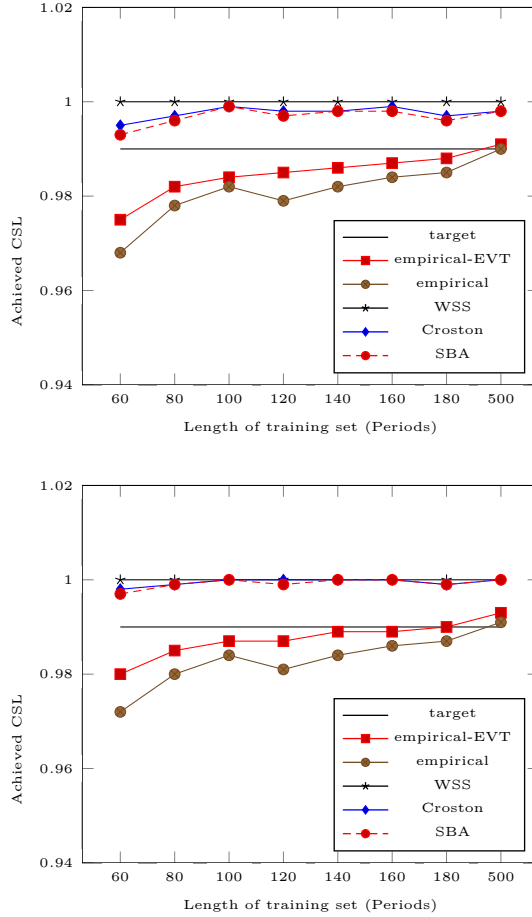 1.02
1
0.98
0.96
0.94
Achieved CSL
target
empirical-EVT
empirical
WSS
Croston
SBA
60 80 100 120 140 160 180 500
Length of training set (Periods)
1.02
1
0.98
0.96
0.94
Achieved CSL
target
empirical-EVT
empirical
WSS
Croston
SBA
60 80 100 120 140 160 180 500
Length of training set (Periods)